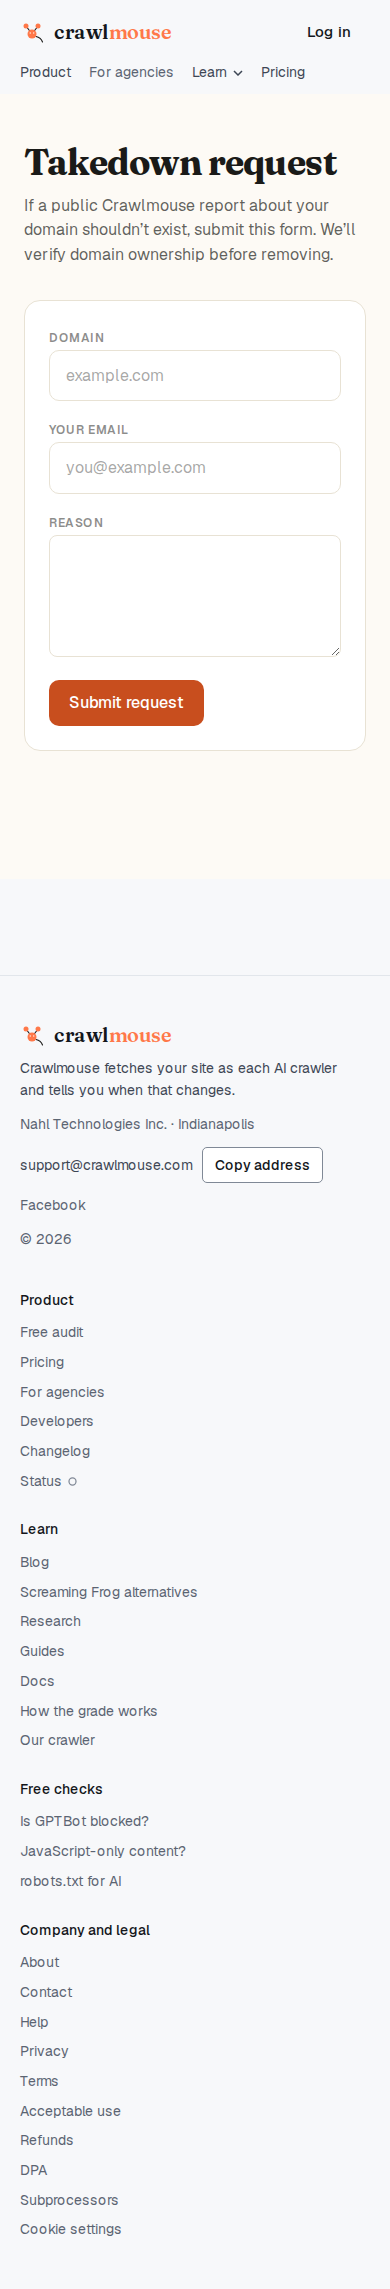 crawlmouse
Log in
Product
For agencies
Learn
Pricing
Takedown request
If a public Crawlmouse report about your
domain shouldn’t exist, submit this form. We’ll
verify domain ownership before removing.
DOMAIN
example.com
YOUR EMAIL
you@example.com
REASON
Submit request
crawlmouse
Crawlmouse fetches your site as each AI crawler
and tells you when that changes.
Nahl Technologies Inc. · Indianapolis
support@crawlmouse.com
Copy address
Facebook
© 2026
Product
Free audit
Pricing
For agencies
Developers
Changelog
Status
Learn
Blog
Screaming Frog alternatives
Research
Guides
Docs
How the grade works
Our crawler
Free checks
Is GPTBot blocked?
JavaScript-only content?
robots.txt for AI
Company and legal
About
Contact
Help
Privacy
Terms
Acceptable use
Refunds
DPA
Subprocessors
Cookie settings